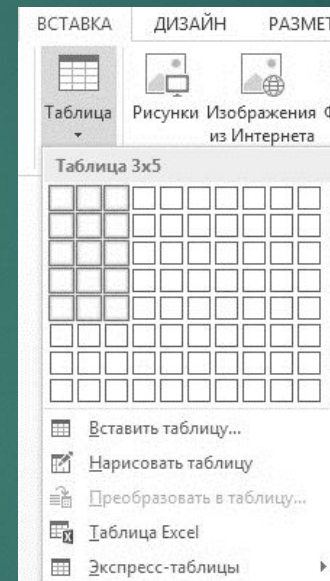 ВСТАВКА ДИЗАЙН РАЗМЕТ
Таблица Рисунки Изображения
из Интернета
Таблица 3x5
Вставить таблицу...
Нарисовать таблицу
Преобразовать в таблицу...
Таблица Excel
Экспресс-таблицы